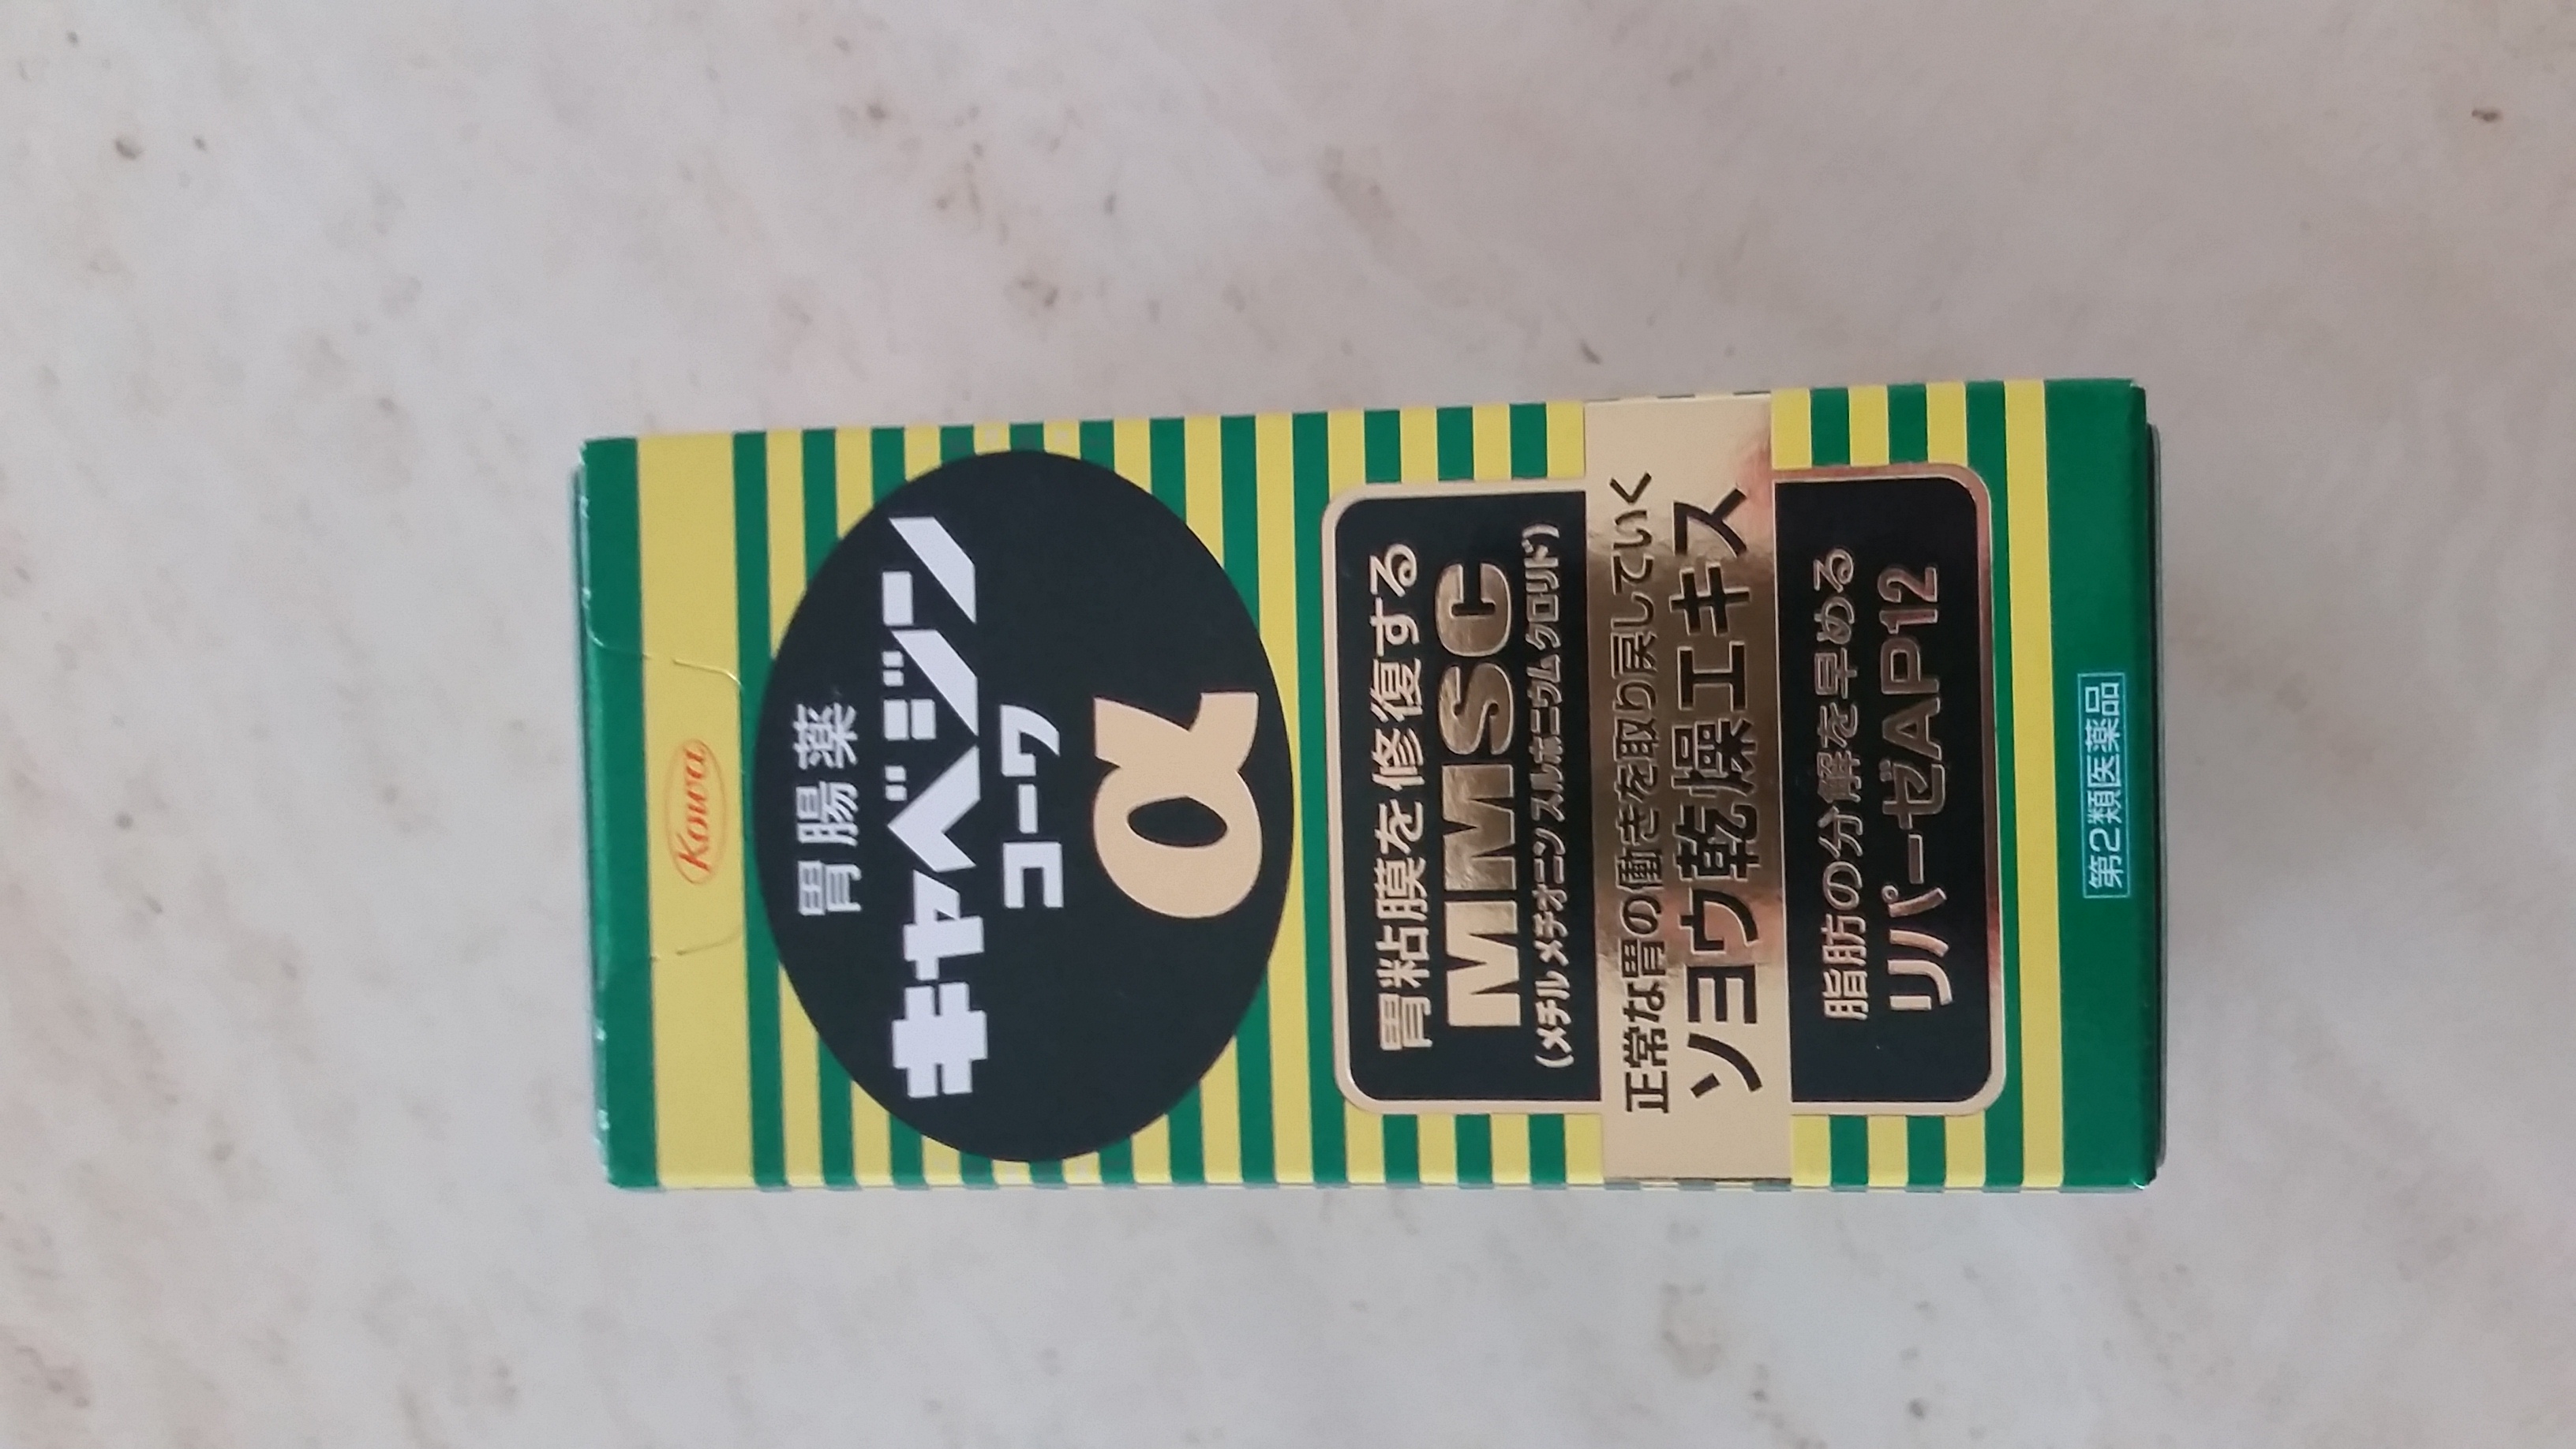 Kowa
胃腸薬
キャベジン
コーワ
α
胃粘膜を修復する
MMSC
(メチルメチオニンスルホニウムクロリド)
正常な胃の働きを取り戻していく
ソヨウ乾燥エキス
脂肪の分解を早める
リパーゼAP12
第2類医薬品